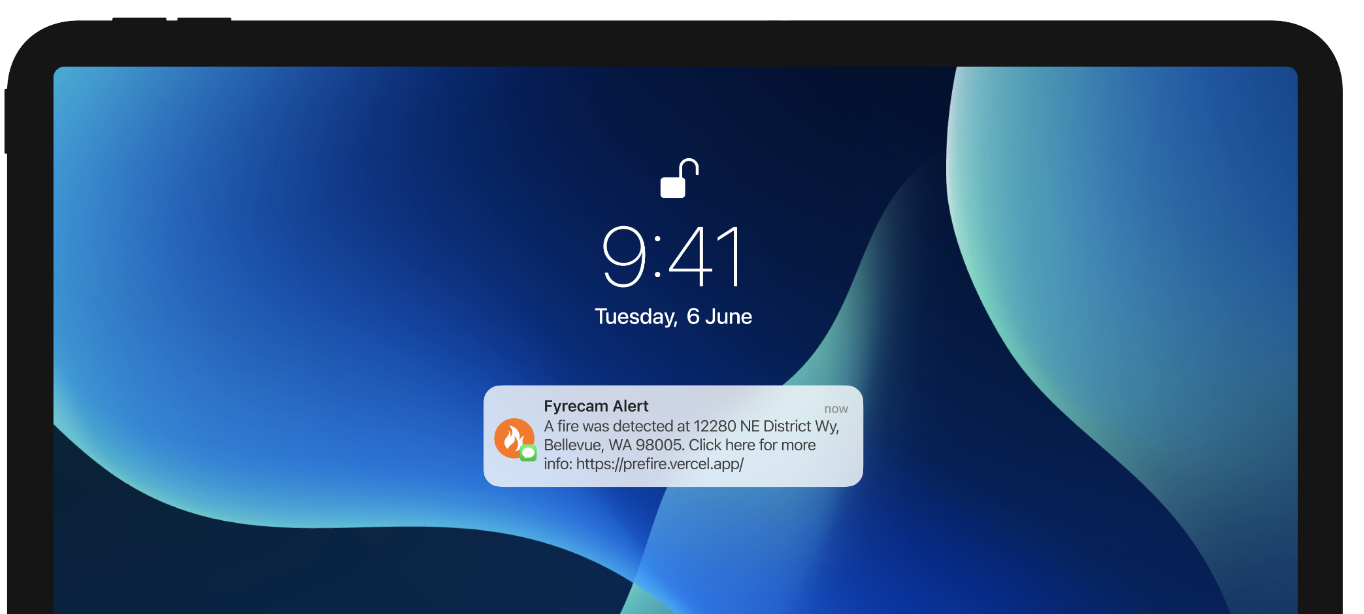 9:41
Tuesday, 6 June
Fyrecam Alert
now
A fire was detected at 12280 NE District Wy,
Bellevue, WA 98005. Click here for more
info: https://prefire.vercel.app/